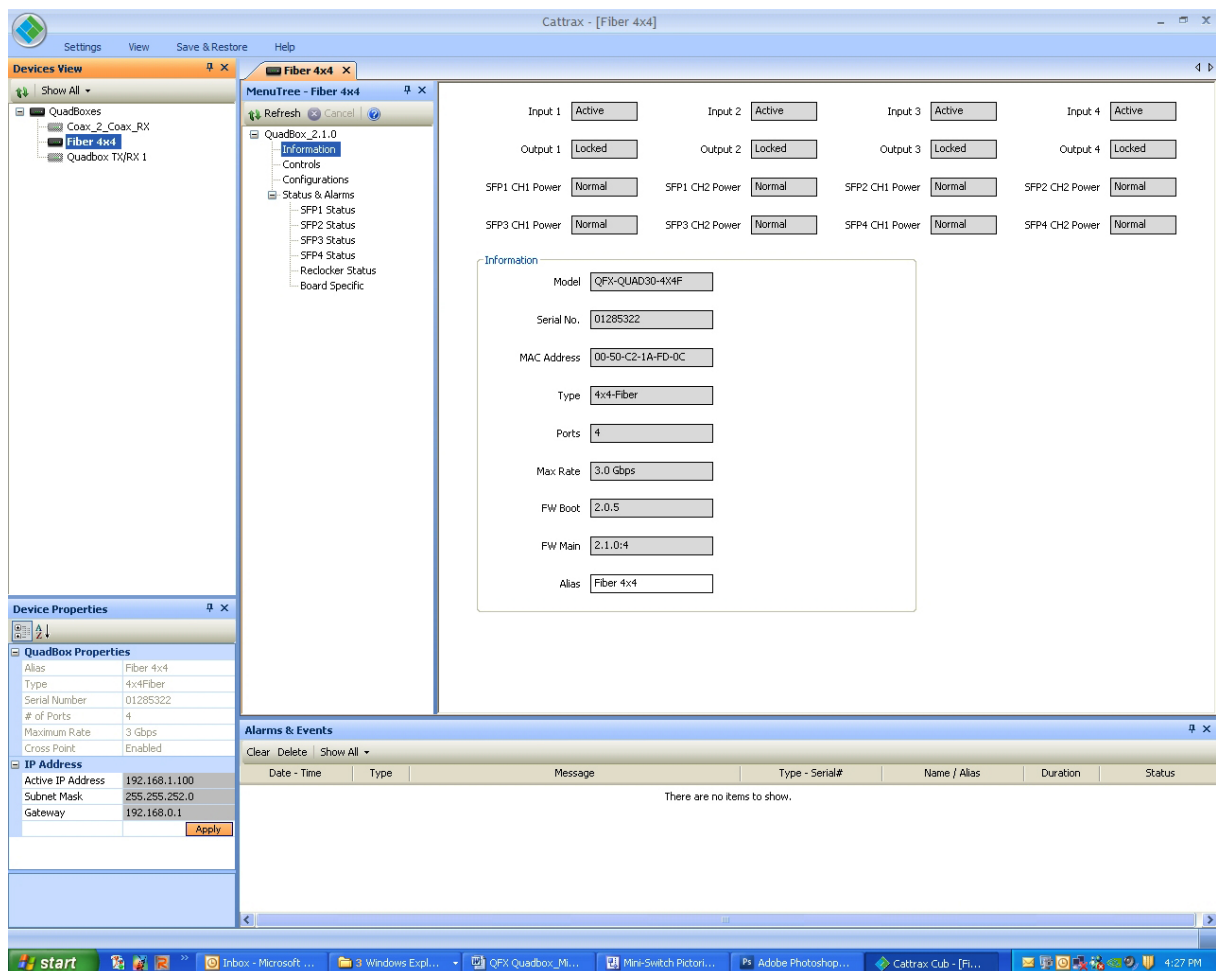 Cattrax - [Fiber 4x4]
Settings View Save & Restore Help
Devices View
Show All
QuadBoxes
Coax_2_Coax_RX
Fiber 4x4
Quadbox TX/RX 1
Fiber 4x4
MenuTree - Fiber 4x4
Refresh Cancel
QuadBox_2.1.0
Information
Controls
Configurations
Status & Alarms
SFP1 Status
SFP2 Status
SFP3 Status
SFP4 Status
Reclocker Status
Board Specific
Input 1 Active Input 2 Active Input 3 Active Input 4 Active
Output 1 Locked Output 2 Locked Output 3 Locked Output 4 Locked
SFP1 CH1 Power Normal SFP1 CH2 Power Normal SFP2 CH1 Power Normal SFP2 CH2 Power Normal
SFP3 CH1 Power Normal SFP3 CH2 Power Normal SFP4 CH1 Power Normal SFP4 CH2 Power Normal
Information
Model QFX-QUAD30-4X4F
Serial No. 01285322
MAC Address 00-50-C2-1A-FD-0C
Type 4x4-Fiber
Ports 4
Max Rate 3.0 Gbps
FW Boot 2.0.5
FW Main 2.1.0:4
Alias Fiber 4x4
Device Properties
QuadBox Properties
Alias Fiber 4x4
Type 4x4Fiber
Serial Number 01285322
# of Ports 4
Maximum Rate 3 Gbps
Cross Point Enabled
IP Address
Active IP Address 192.168.1.100
Subnet Mask 255.255.252.0
Gateway 192.168.0.1
Apply
Alarms & Events
Clear Delete Show All
Date - Time Type Message Type - Serial# Name / Alias Duration Status
There are no items to show.
start Inbox - Microsoft ... 3 Windows Expl... QFX Quadbox_Mi... Mini-Switch Pictori... Adobe Photoshop... Cattrax Cub - [Fi... 4:27 PM